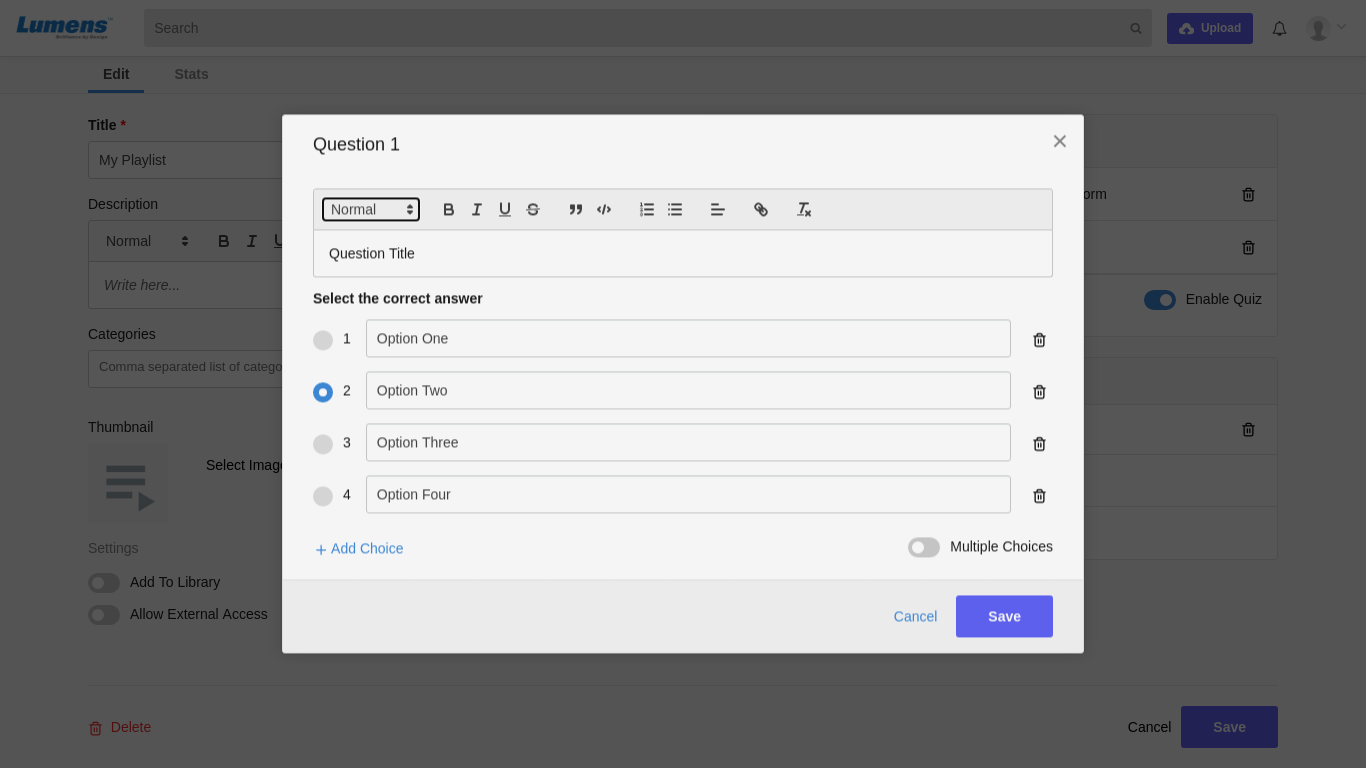 Lumens
Search
Upload
Edit
Stats
Title *
My Playlist
Description
Normal
B I U
Write here...
Categories
Comma separated list of catego
Thumbnail
Select Image
Settings
Add To Library
Allow External Access
Delete
Cancel
Save
orm
Enable Quiz
Question 1
Normal
Question Title
Select the correct answer
1 Option One
2 Option Two
3 Option Three
4 Option Four
+ Add Choice
Multiple Choices
Cancel
Save